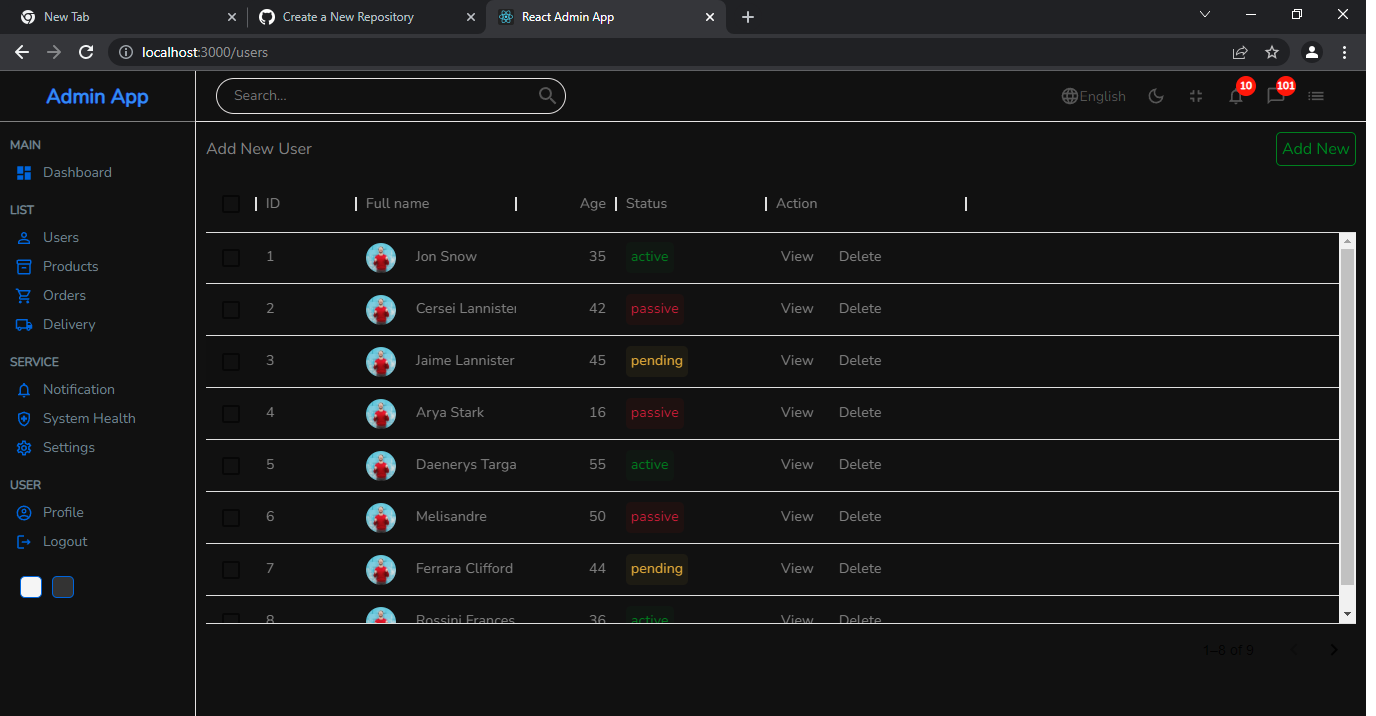 New Tab
Create a New Repository
React Admin App
localhost:3000/users
Admin App
Search...
English
10
101
MAIN
Dashboard
LIST
Users
Products
Orders
Delivery
SERVICE
Notification
System Health
Settings
USER
Profile
Logout
Add New User
Add New
ID Full name Age Status Action
1 Jon Snow 35 active View Delete
2 Cersei Lannister 42 passive View Delete
3 Jaime Lannister 45 pending View Delete
4 Arya Stark 16 passive View Delete
5 Daenerys Targa 55 active View Delete
6 Melisandre 50 passive View Delete
7 Ferrara Clifford 44 pending View Delete
8 Rossini Frances 36 active View Delete
1–8 of 9